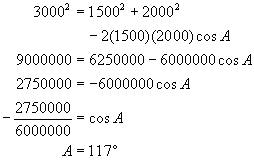 3000² = 1500² + 2000²
− 2(1500)(2000) cos A
9000000 = 6250000 − 6000000 cos A
2750000 = −6000000 cos A
−2750000/6000000 = cos A
A = 117°